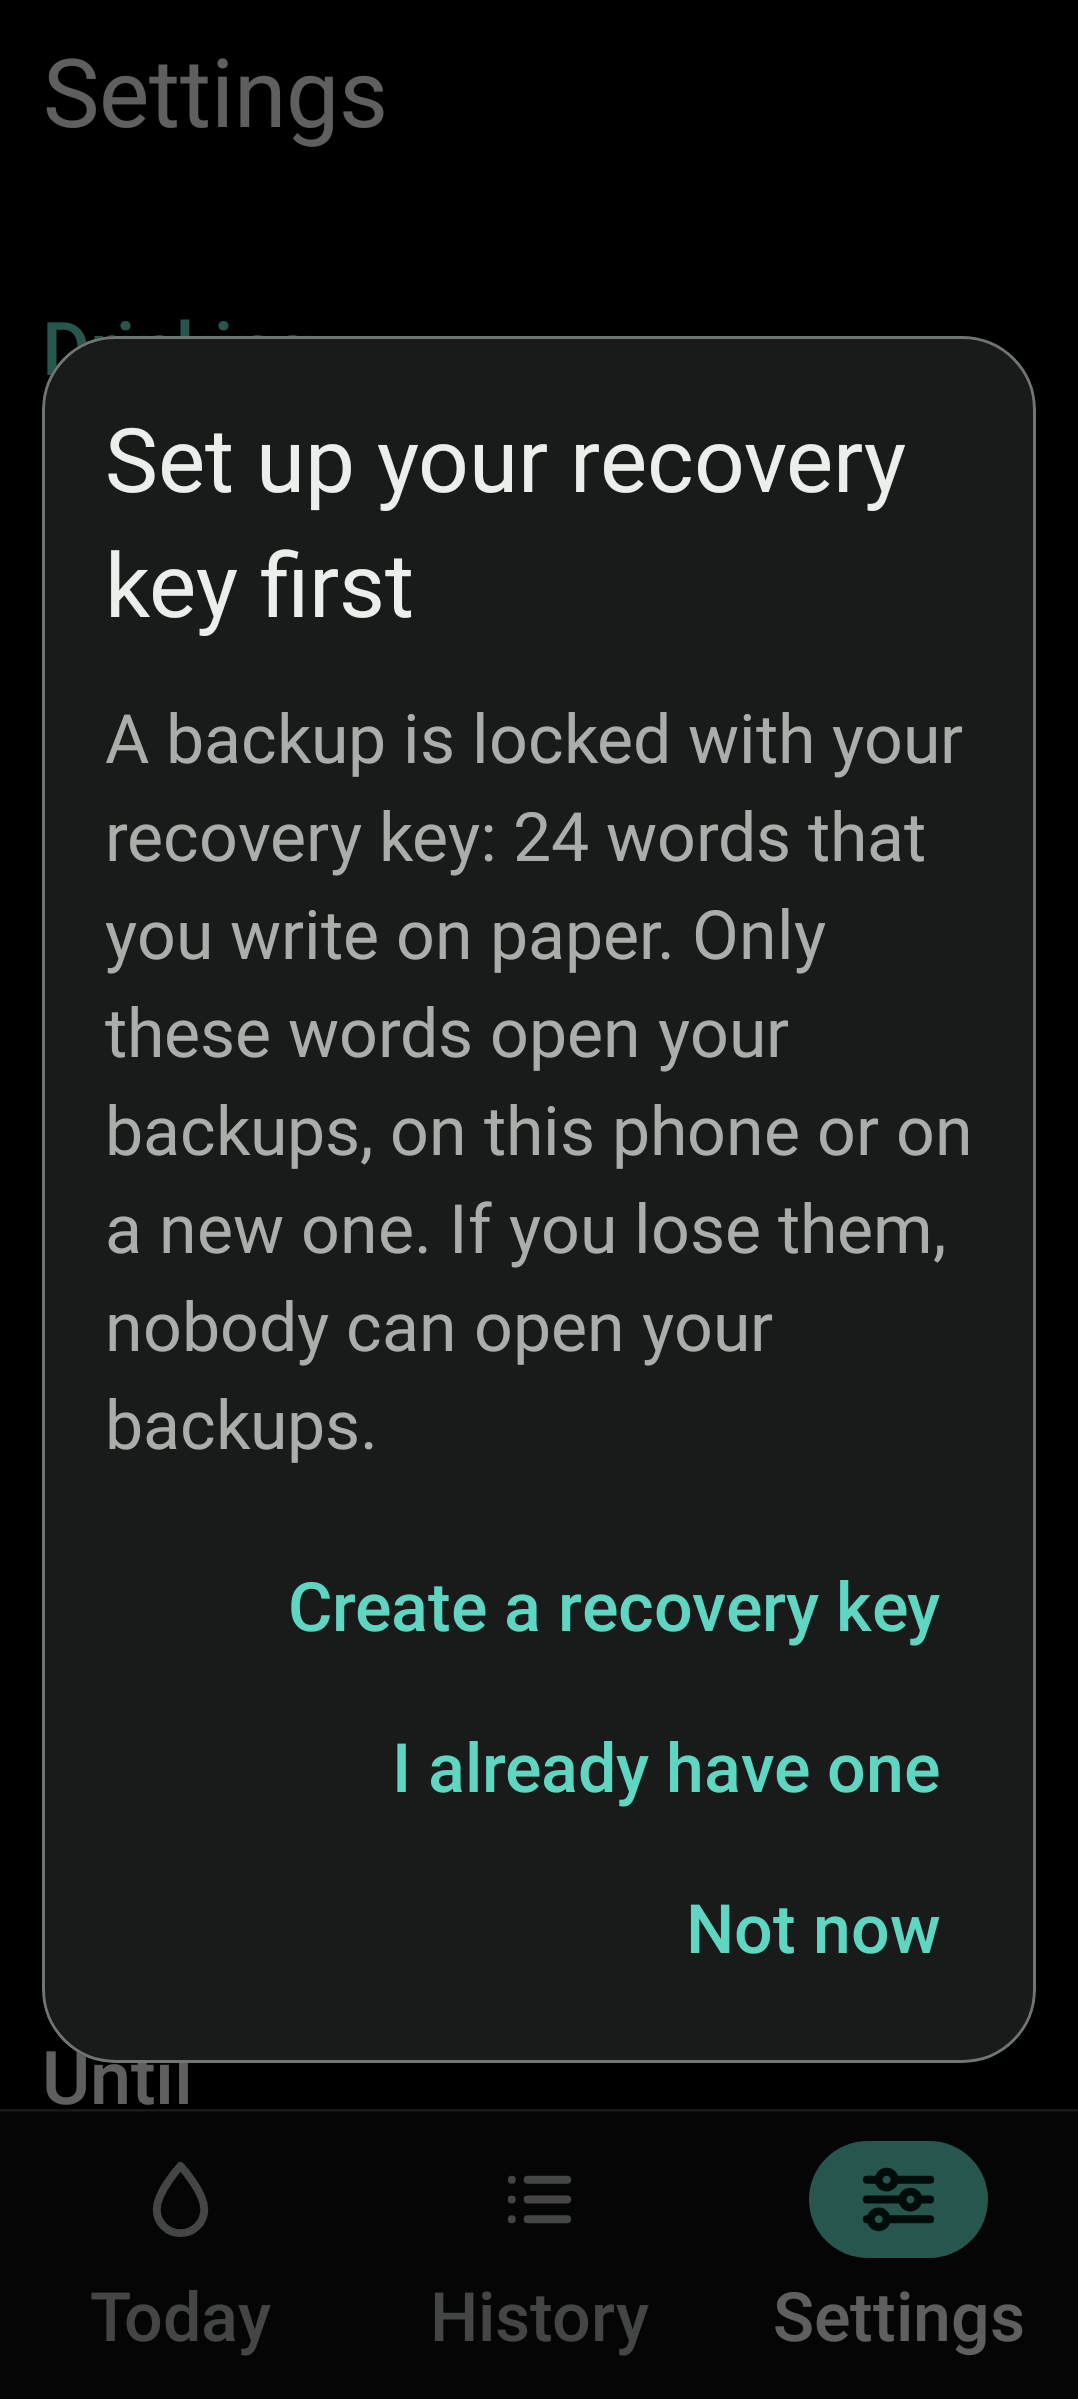 Settings
Set up your recovery
key first
A backup is locked with your
recovery key: 24 words that
you write on paper. Only
these words open your
backups, on this phone or on
a new one. If you lose them,
nobody can open your
backups.
Create a recovery key
I already have one
Not now
Until
Today
History
Settings